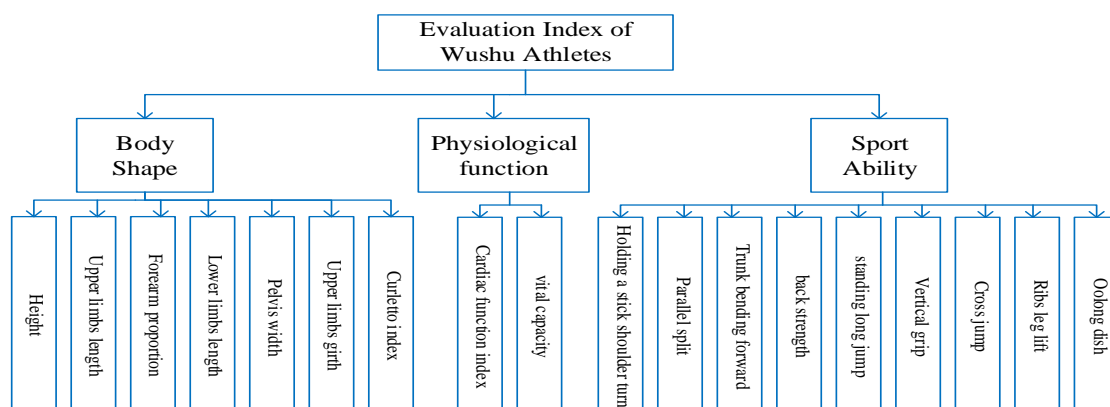 Evaluation Index of
Wushu Athletes
Body
Shape
Physiological
function
Sport
Ability
Height
Upper limbs length
Forearm proportion
Lower limbs length
Pelvis width
Upper limbs girth
Curletto index
Cardiac function index
vital capacity
Holding a stick shoulder turn
Parallel split
Trunk bending forward
back strength
standing long jump
Vertical grip
Cross jump
Ribs leg lift
Oolong dish